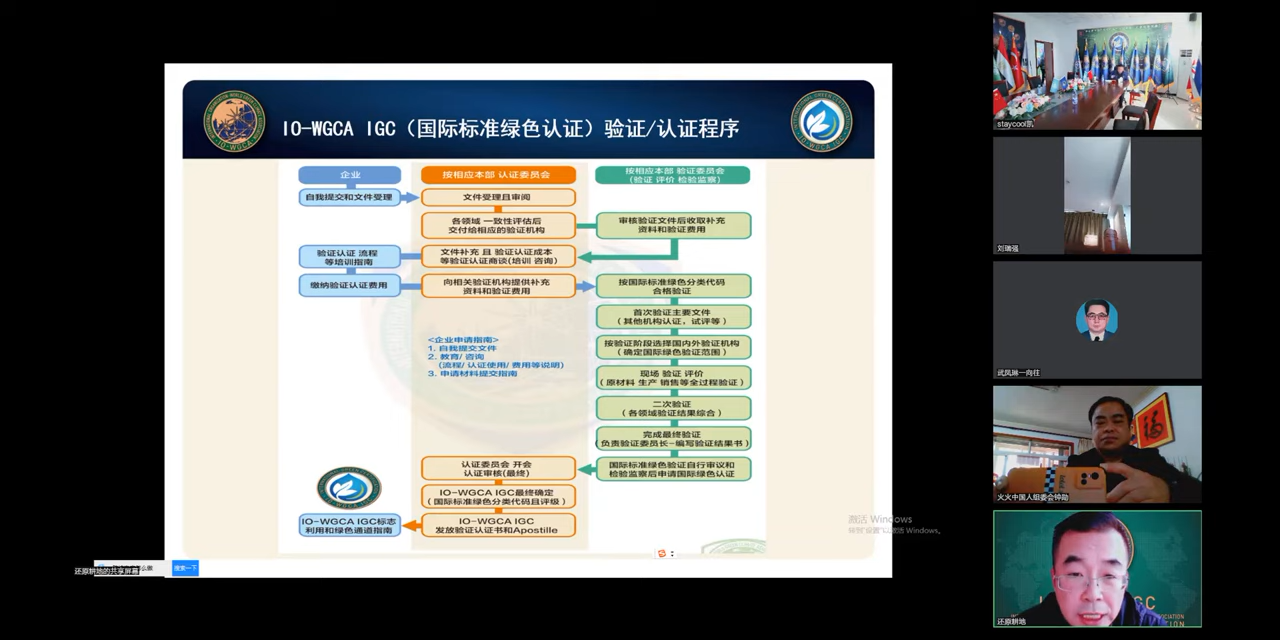 IO-WGCA IGC（国际标准绿色认证）验证/认证程序
企业
按相应本部 认证委员会
按相应本部 验证委员会
（验证 评价 检验监察）
自我提交和文件受理
文件受理且审阅
各领域 一致性评估后
交付给相应的验证机构
审核验证文件后收取补充
资料和验证费用
验证认证 流程
等培训指南
文件补充 且 验证认证成本
等验证认证商谈(培训 咨询)
缴纳验证认证费用
向相关验证机构提供补充
资料和验证费用
按国际标准绿色分类代码
合格验证
首次验证主要文件
（其他机构认证，试评等）
<企业申请指南>
1. 自我提交文件
2. 教育/ 咨询
(流程/ 认证使用/ 费用等说明)
3. 申请材料提交指南
按验证阶段选择国内外验证机构
（确定国际绿色验证范围）
现场 验证 评价
（原材料 生产 销售等全过程验证）
二次验证
（各领域验证结果综合）
完成最终验证
(负责验证委员长-编写验证结果书)
认证委员会 开会
认证审核(最终)
国际标准绿色验证自行审议和
检验监察后申请国际绿色认证
IO-WGCA IGC最终确定
（国际标准绿色分类代码且评级）
IO-WGCA IGC标志
利用和绿色通道指南
IO-WGCA IGC
发放验证认证书和Apostille
激活 Windows
转到"设置"以激活 Windows。
还原耕地的共享屏幕
搜索一下
staycool凯
刘瑞强
武凤琳一向往
火火中国人组委会钟勋
还原耕地